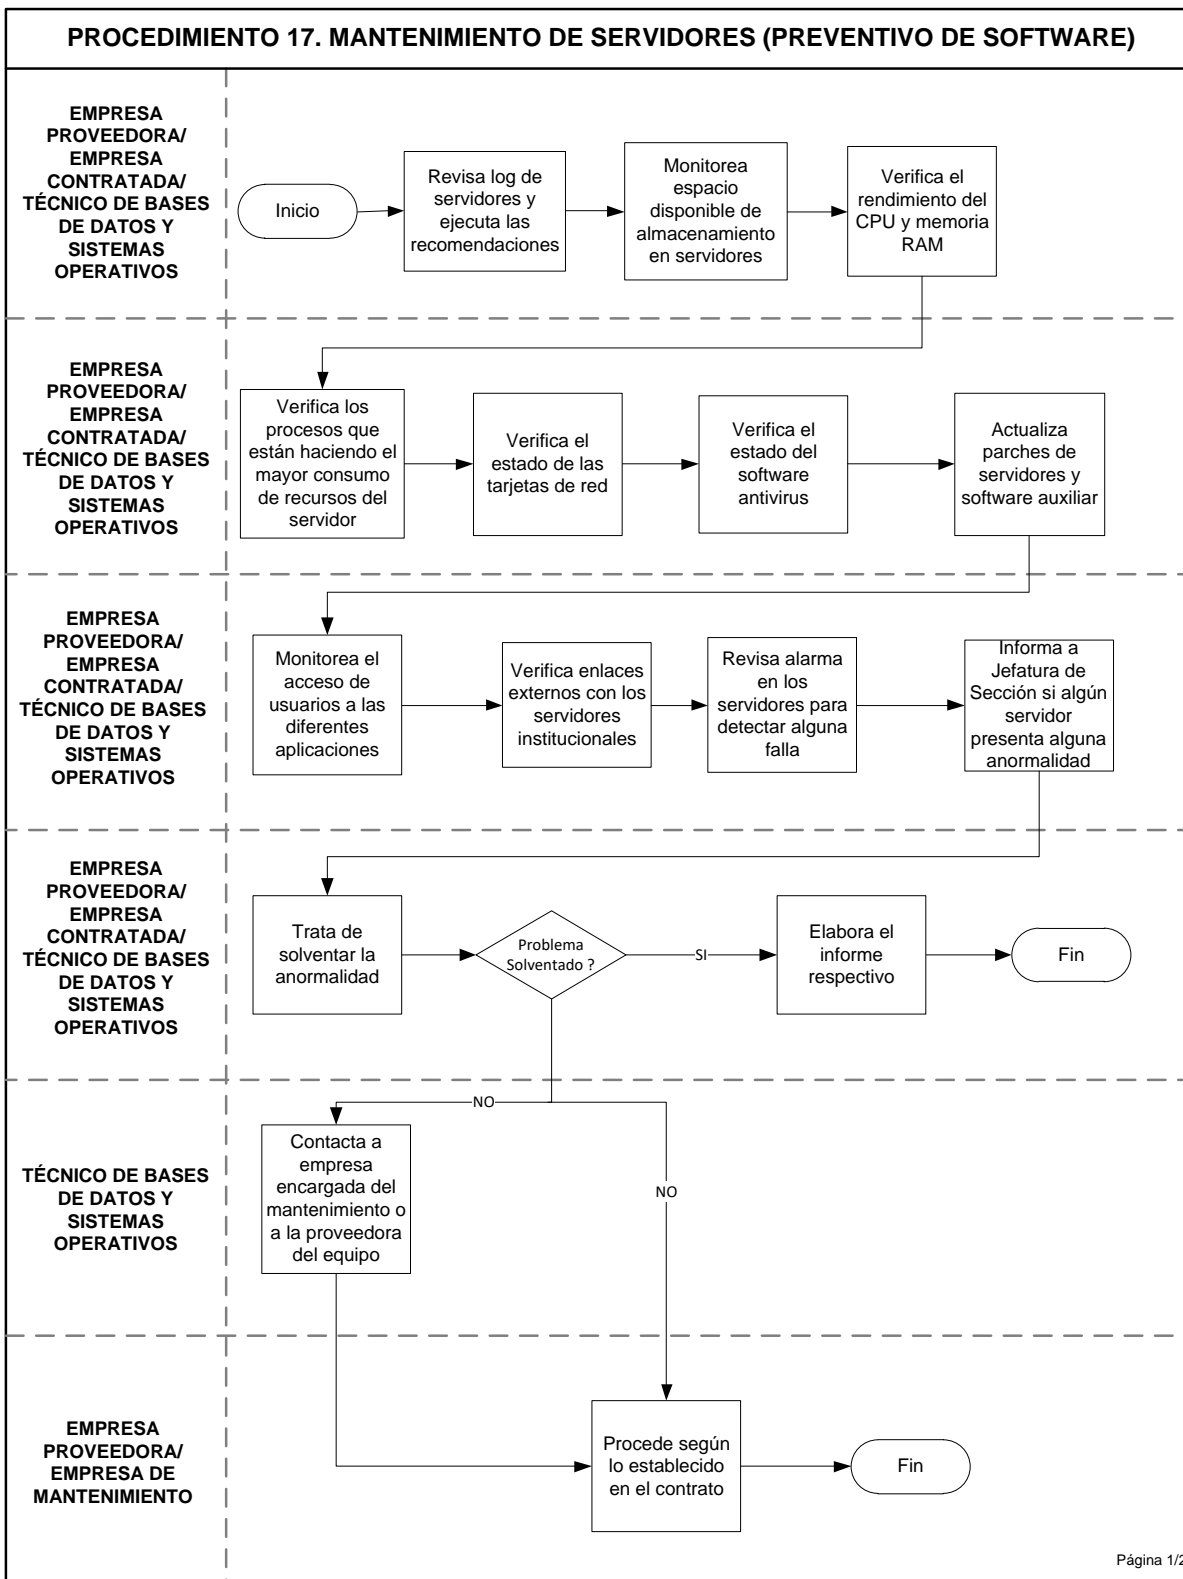 PROCEDIMIENTO 17. MANTENIMIENTO DE SERVIDORES (PREVENTIVO DE SOFTWARE)
EMPRESA
PROVEEDORA/
EMPRESA
CONTRATADA/
TÉCNICO DE BASES
DE DATOS Y
SISTEMAS
OPERATIVOS
Inicio
Revisa log de
servidores y
ejecuta las
recomendaciones
Monitorea
espacio
disponible de
almacenamiento
en servidores
Verifica el
rendimiento del
CPU y memoria
RAM
EMPRESA
PROVEEDORA/
EMPRESA
CONTRATADA/
TÉCNICO DE BASES
DE DATOS Y
SISTEMAS
OPERATIVOS
Verifica los
procesos que
están haciendo el
mayor consumo
de recursos del
servidor
Verifica el
estado de las
tarjetas de red
Verifica el
estado del
software
antivirus
Actualiza
parches de
servidores y
software auxiliar
EMPRESA
PROVEEDORA/
EMPRESA
CONTRATADA/
TÉCNICO DE BASES
DE DATOS Y
SISTEMAS
OPERATIVOS
Monitorea el
acceso de
usuarios a las
diferentes
aplicaciones
Verifica enlaces
externos con los
servidores
institucionales
Revisa alarma
en los
servidores para
detectar alguna
falla
Informa a
Jefatura de
Sección si algún
servidor
presenta alguna
anormalidad
EMPRESA
PROVEEDORA/
EMPRESA
CONTRATADA/
TÉCNICO DE BASES
DE DATOS Y
SISTEMAS
OPERATIVOS
Trata de
solventar la
anormalidad
Problema
Solventado ?
SI
Elabora el
informe
respectivo
Fin
TÉCNICO DE BASES
DE DATOS Y
SISTEMAS
OPERATIVOS
NO
Contacta a
empresa
encargada del
mantenimiento o
a la proveedora
del equipo
NO
EMPRESA
PROVEEDORA/
EMPRESA DE
MANTENIMIENTO
Procede según
lo establecido
en el contrato
Fin
Página 1/2